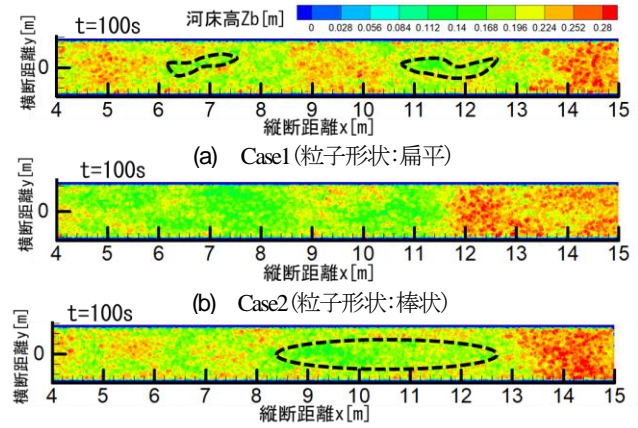 河床高Zb[m]
0 0.028 0.056 0.084 0.112 0.14 0.168 0.196 0.224 0.252 0.28
t=100s
横断距離y[m]
0
4 5 6 7 8 9 10 11 12 13 14 15
縦断距離x[m]
(a) Case1(粒子形状:扁平)
t=100s
横断距離y[m]
0
4 5 6 7 8 9 10 11 12 13 14 15
縦断距離x[m]
(b) Case2(粒子形状:棒状)
t=100s
横断距離y[m]
0
4 5 6 7 8 9 10 11 12 13 14 15
縦断距離x[m]